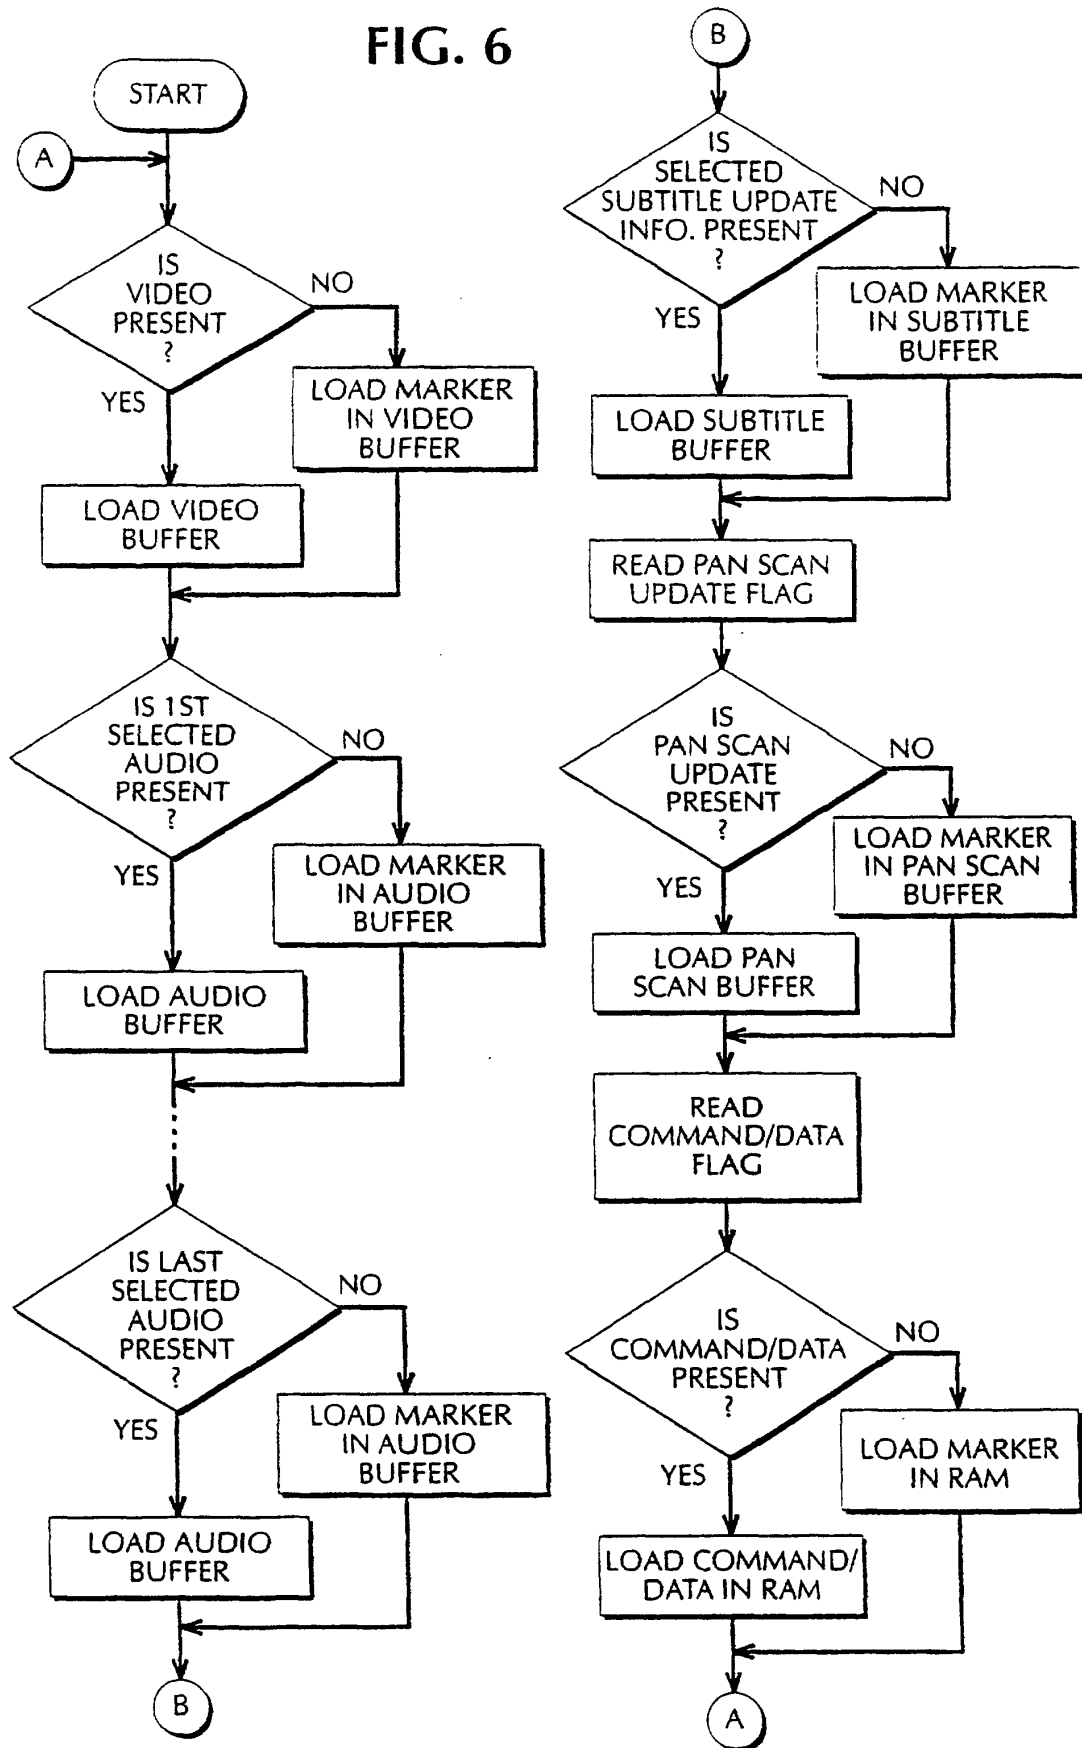 FIG. 6
START
A
IS
VIDEO
PRESENT
?
NO
YES
LOAD MARKER
IN VIDEO
BUFFER
LOAD VIDEO
BUFFER
IS 1ST
SELECTED
AUDIO
PRESENT
?
NO
YES
LOAD MARKER
IN AUDIO
BUFFER
LOAD AUDIO
BUFFER
IS LAST
SELECTED
AUDIO
PRESENT
?
NO
YES
LOAD MARKER
IN AUDIO
BUFFER
LOAD AUDIO
BUFFER
B
B
IS
SELECTED
SUBTITLE UPDATE
INFO. PRESENT
?
NO
YES
LOAD MARKER
IN SUBTITLE
BUFFER
LOAD SUBTITLE
BUFFER
READ PAN SCAN
UPDATE FLAG
IS
PAN SCAN
UPDATE
PRESENT
?
NO
YES
LOAD MARKER
IN PAN SCAN
BUFFER
LOAD PAN
SCAN BUFFER
READ
COMMAND/DATA
FLAG
IS
COMMAND/DATA
PRESENT
?
NO
YES
LOAD MARKER
IN RAM
LOAD COMMAND/
DATA IN RAM
A